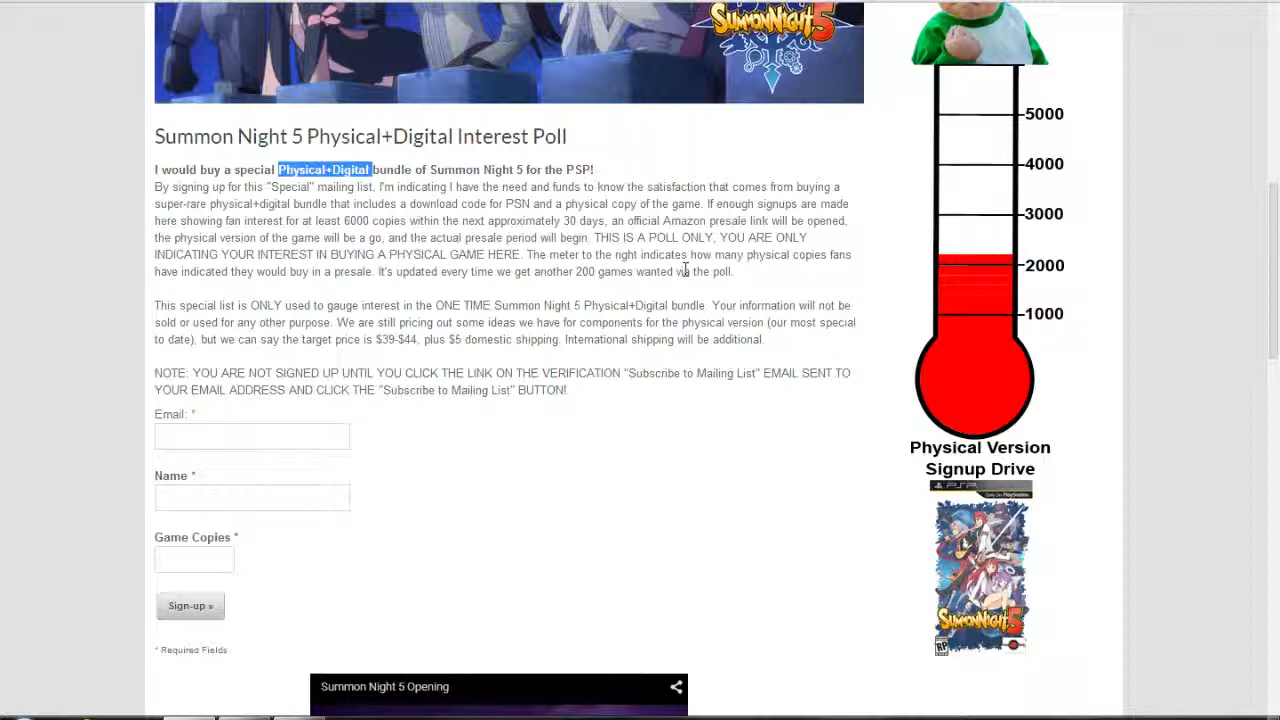 SUMMON NIGHT 5
Summon Night 5 Physical+Digital Interest Poll
I would buy a special Physical+Digital bundle of Summon Night 5 for the PSP!
By signing up for this "Special" mailing list, I'm indicating I have the need and funds to know the satisfaction that comes from buying a
super-rare physical+digital bundle that includes a download code for PSN and a physical copy of the game. If enough signups are made
here showing fan interest for at least 6000 copies within the next approximately 30 days, an official Amazon presale link will be opened,
the physical version of the game will be a go, and the actual presale period will begin. THIS IS A POLL ONLY, YOU ARE ONLY
INDICATING YOUR INTEREST IN BUYING A PHYSICAL GAME HERE. The meter to the right indicates how many physical copies fans
have indicated they would buy in a presale. It's updated every time we get another 200 games wanted via the poll.
This special list is ONLY used to gauge interest in the ONE TIME Summon Night 5 Physical+Digital bundle. Your information will not be
sold or used for any other purpose. We are still pricing out some ideas we have for components for the physical version (our most special
to date), but we can say the target price is $39-$44, plus $5 domestic shipping. International shipping will be additional.
NOTE: YOU ARE NOT SIGNED UP UNTIL YOU CLICK THE LINK ON THE VERIFICATION "Subscribe to Mailing List" EMAIL SENT TO
YOUR EMAIL ADDRESS AND CLICK THE "Subscribe to Mailing List" BUTTON!
Email: *
Name *
Game Copies *
Sign-up »
* Required Fields
Summon Night 5 Opening
5000
4000
3000
2000
1000
Physical Version
Signup Drive
PSP
Only On PlayStation
SUMMON NIGHT 5
RP